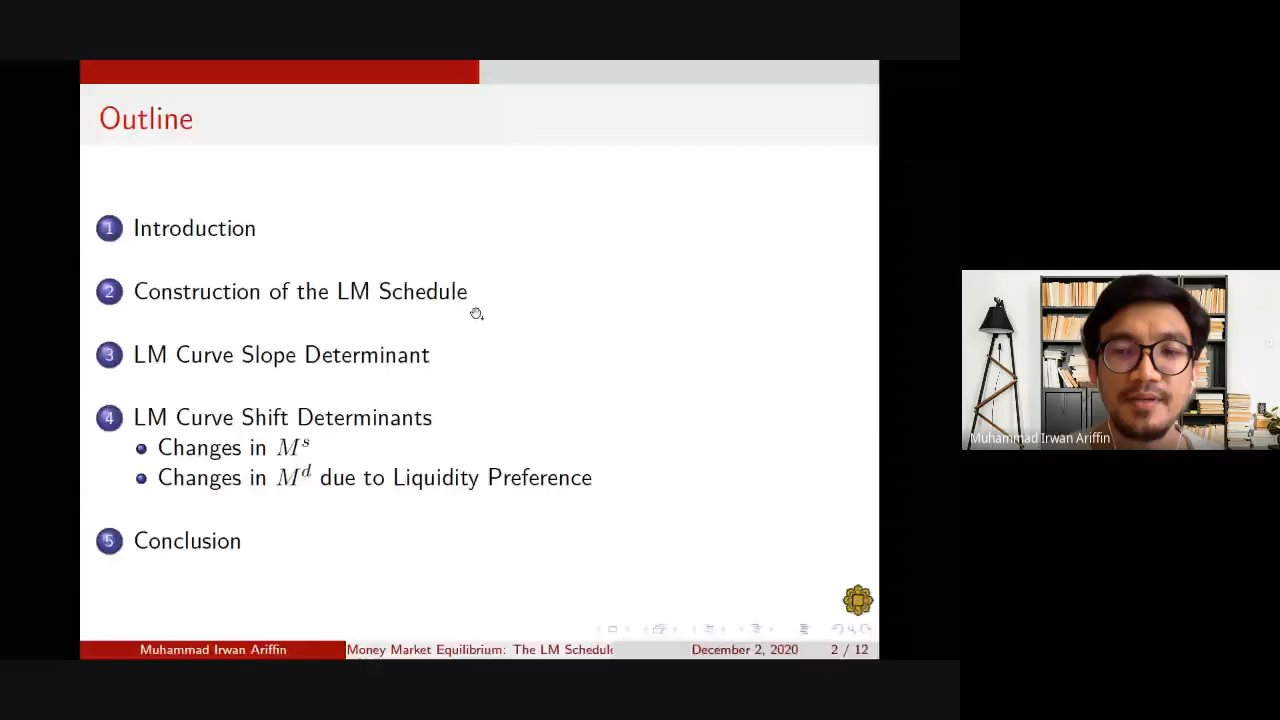 Outline
1 Introduction
2 Construction of the LM Schedule
3 LM Curve Slope Determinant
4 LM Curve Shift Determinants
Changes in M^s
Changes in M^d due to Liquidity Preference
5 Conclusion
Muhammad Irwan Ariffin
Money Market Equilibrium: The LM Schedule
December 2, 2020
2 / 12
Muhammad Irwan Ariffin